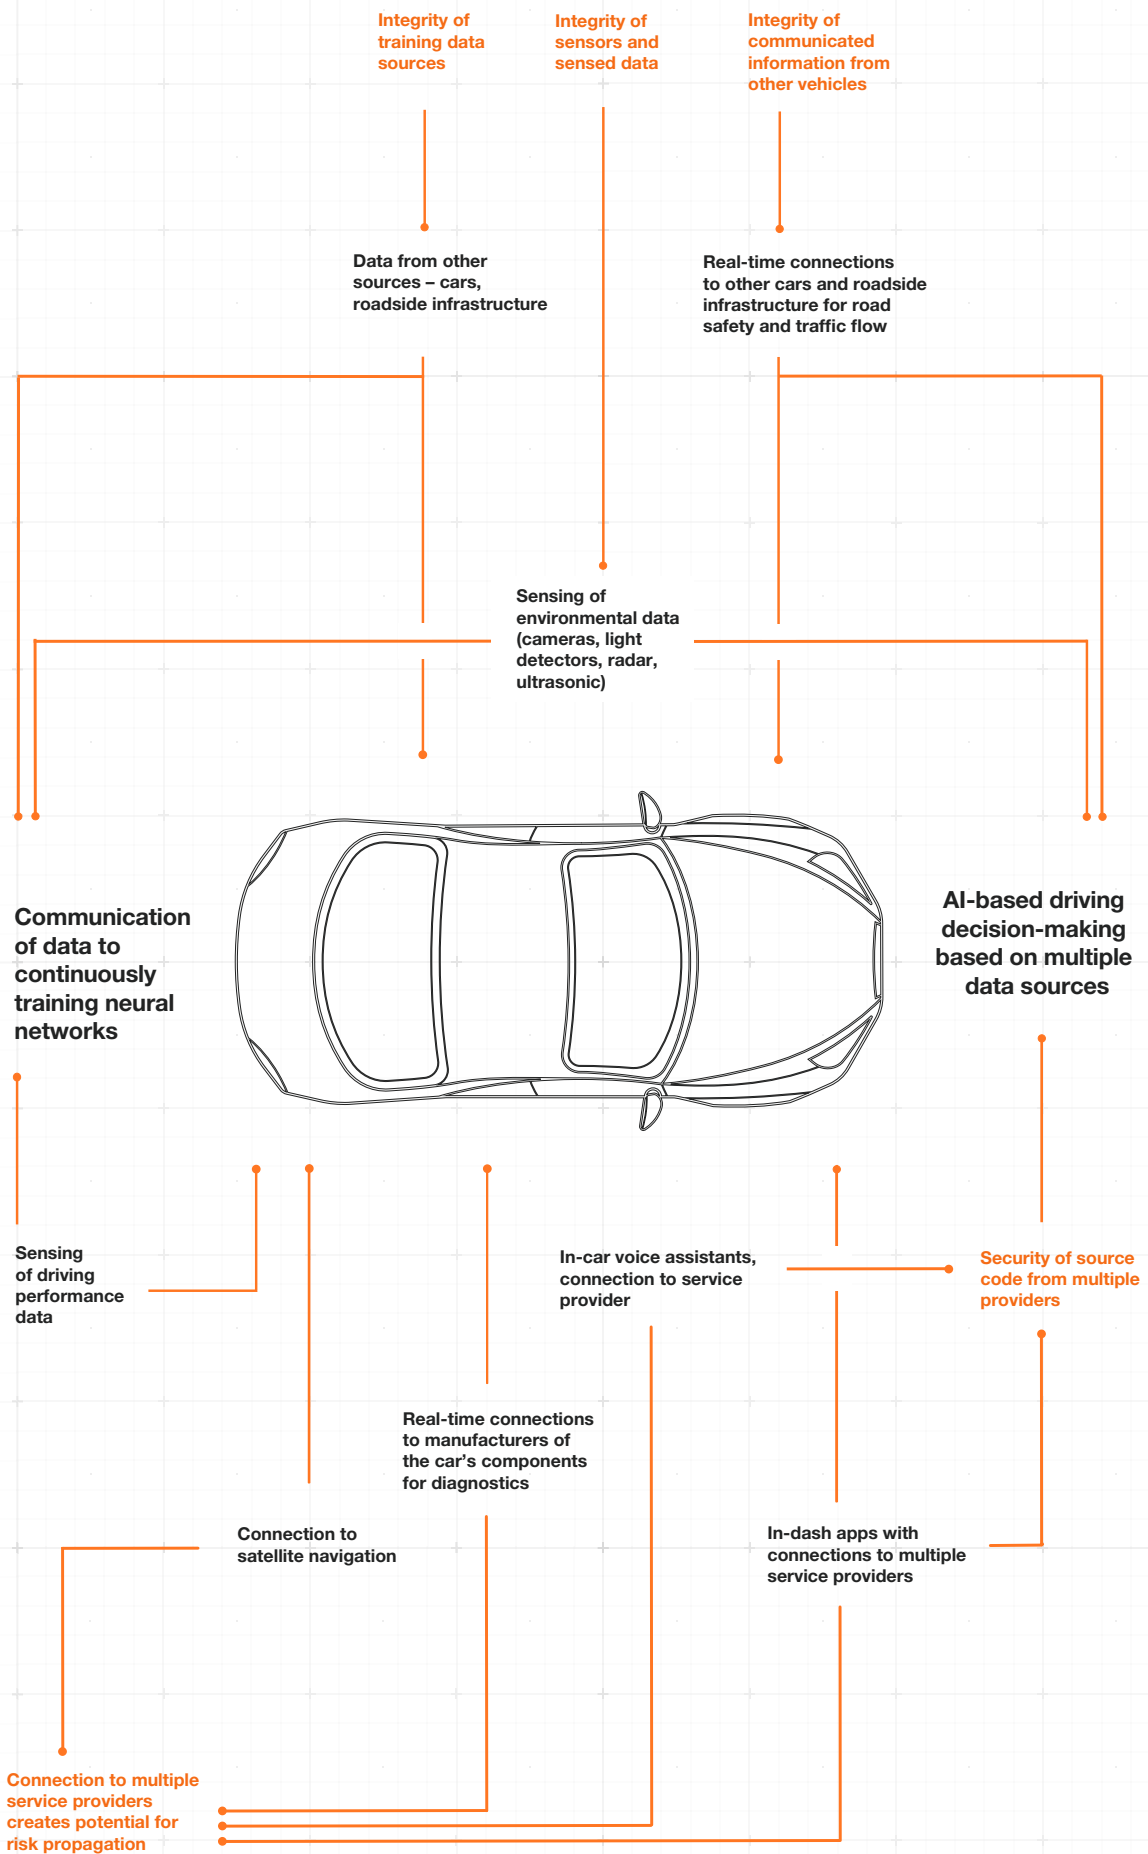 Integrity of
training data
sources
Integrity of
sensors and
sensed data
Integrity of
communicated
information from
other vehicles
Data from other
sources – cars,
roadside infrastructure
Real-time connections
to other cars and roadside
infrastructure for road
safety and traffic flow
Sensing of
environmental data
(cameras, light
detectors, radar,
ultrasonic)
Communication
of data to
continuously
training neural
networks
AI-based driving
decision-making
based on multiple
data sources
Sensing
of driving
performance
data
In-car voice assistants,
connection to service
provider
Security of source
code from multiple
providers
Real-time connections
to manufacturers of
the car’s components
for diagnostics
Connection to
satellite navigation
In-dash apps with
connections to multiple
service providers
Connection to multiple
service providers
creates potential for
risk propagation